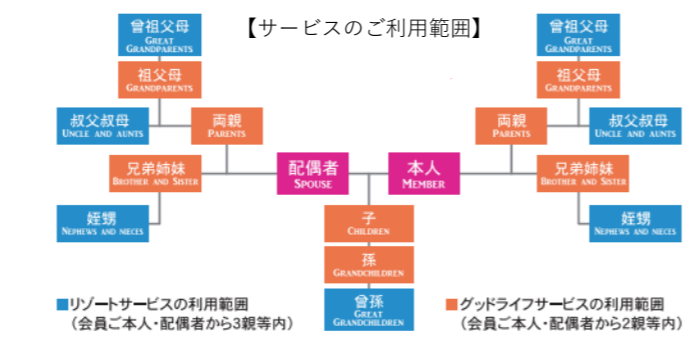 【サービスのご利用範囲】
曾祖父母
GREAT
GRANDPARENTS
曾祖父母
GREAT
GRANDPARENTS
祖父母
GRANDPARENTS
祖父母
GRANDPARENTS
叔父叔母
UNCLE AND AUNTS
両親
PARENTS
両親
PARENTS
叔父叔母
UNCLE AND AUNTS
兄弟姉妹
BROTHER AND SISTER
配偶者
SPOUSE
本人
MEMBER
兄弟姉妹
BROTHER AND SISTER
姪甥
NEPHEWS AND NIECES
子
CHILDREN
姪甥
NEPHEWS AND NIECES
孫
GRANDCHILDREN
曾孫
GREAT
GRANDCHILDREN
■リゾートサービスの利用範囲
（会員ご本人・配偶者から3親等内）
■グッドライフサービスの利用範囲
（会員ご本人・配偶者から2親等内）